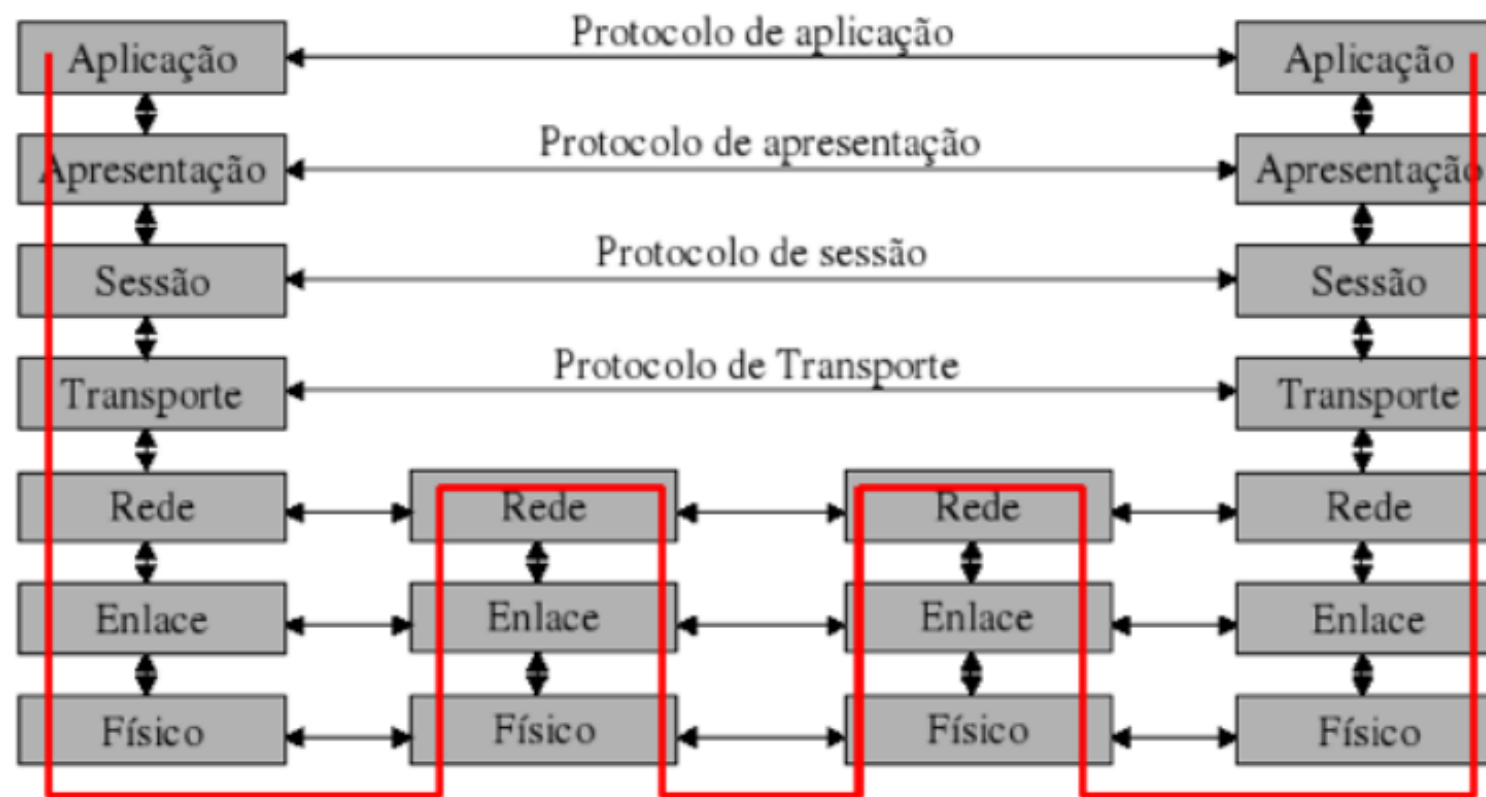 Protocolo de aplicação
Aplicação Aplicação
Protocolo de apresentação
Apresentação Apresentação
Protocolo de sessão
Sessão Sessão
Protocolo de Transporte
Transporte Transporte
Rede Rede Rede Rede
Enlace Enlace Enlace Enlace
Físico Físico Físico Físico